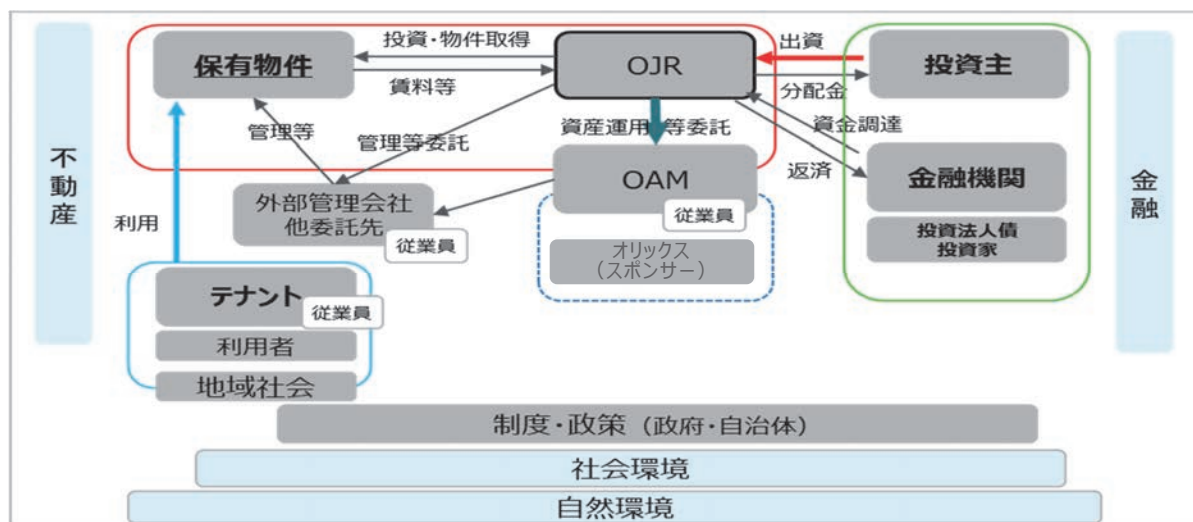 不動産
保有物件
投資・物件取得
賃料等
OJR
出資
分配金
投資主
管理等
管理等委託
資産運用 等委託
資金調達
返済
外部管理会社
他委託先
従業員
OAM
従業員
金融機関
投資法人債
投資家
オリックス
（スポンサー）
利用
テナント
従業員
利用者
地域社会
金融
制度・政策（政府・自治体）
社会環境
自然環境